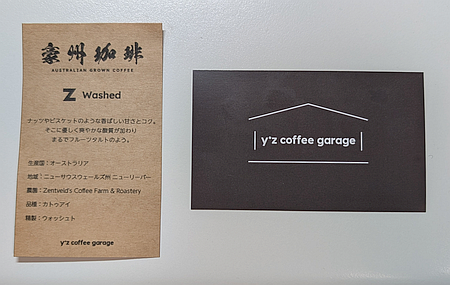 豪州珈琲
AUSTRALIAN GROWN COFFEE
Z Washed
ナッツやビスケットのような香ばしい甘さとコク。
そこに優しく爽やかな酸質が加わり
まるでフルーツタルトのよう。
生産国：オーストラリア
地域：ニューサウスウェールズ州 ニューリーバー
農園：Zentveld's Coffee Farm & Roastery
品種：カトゥアイ
精製：ウォッシュト
y'z coffee garage
y'z coffee garage